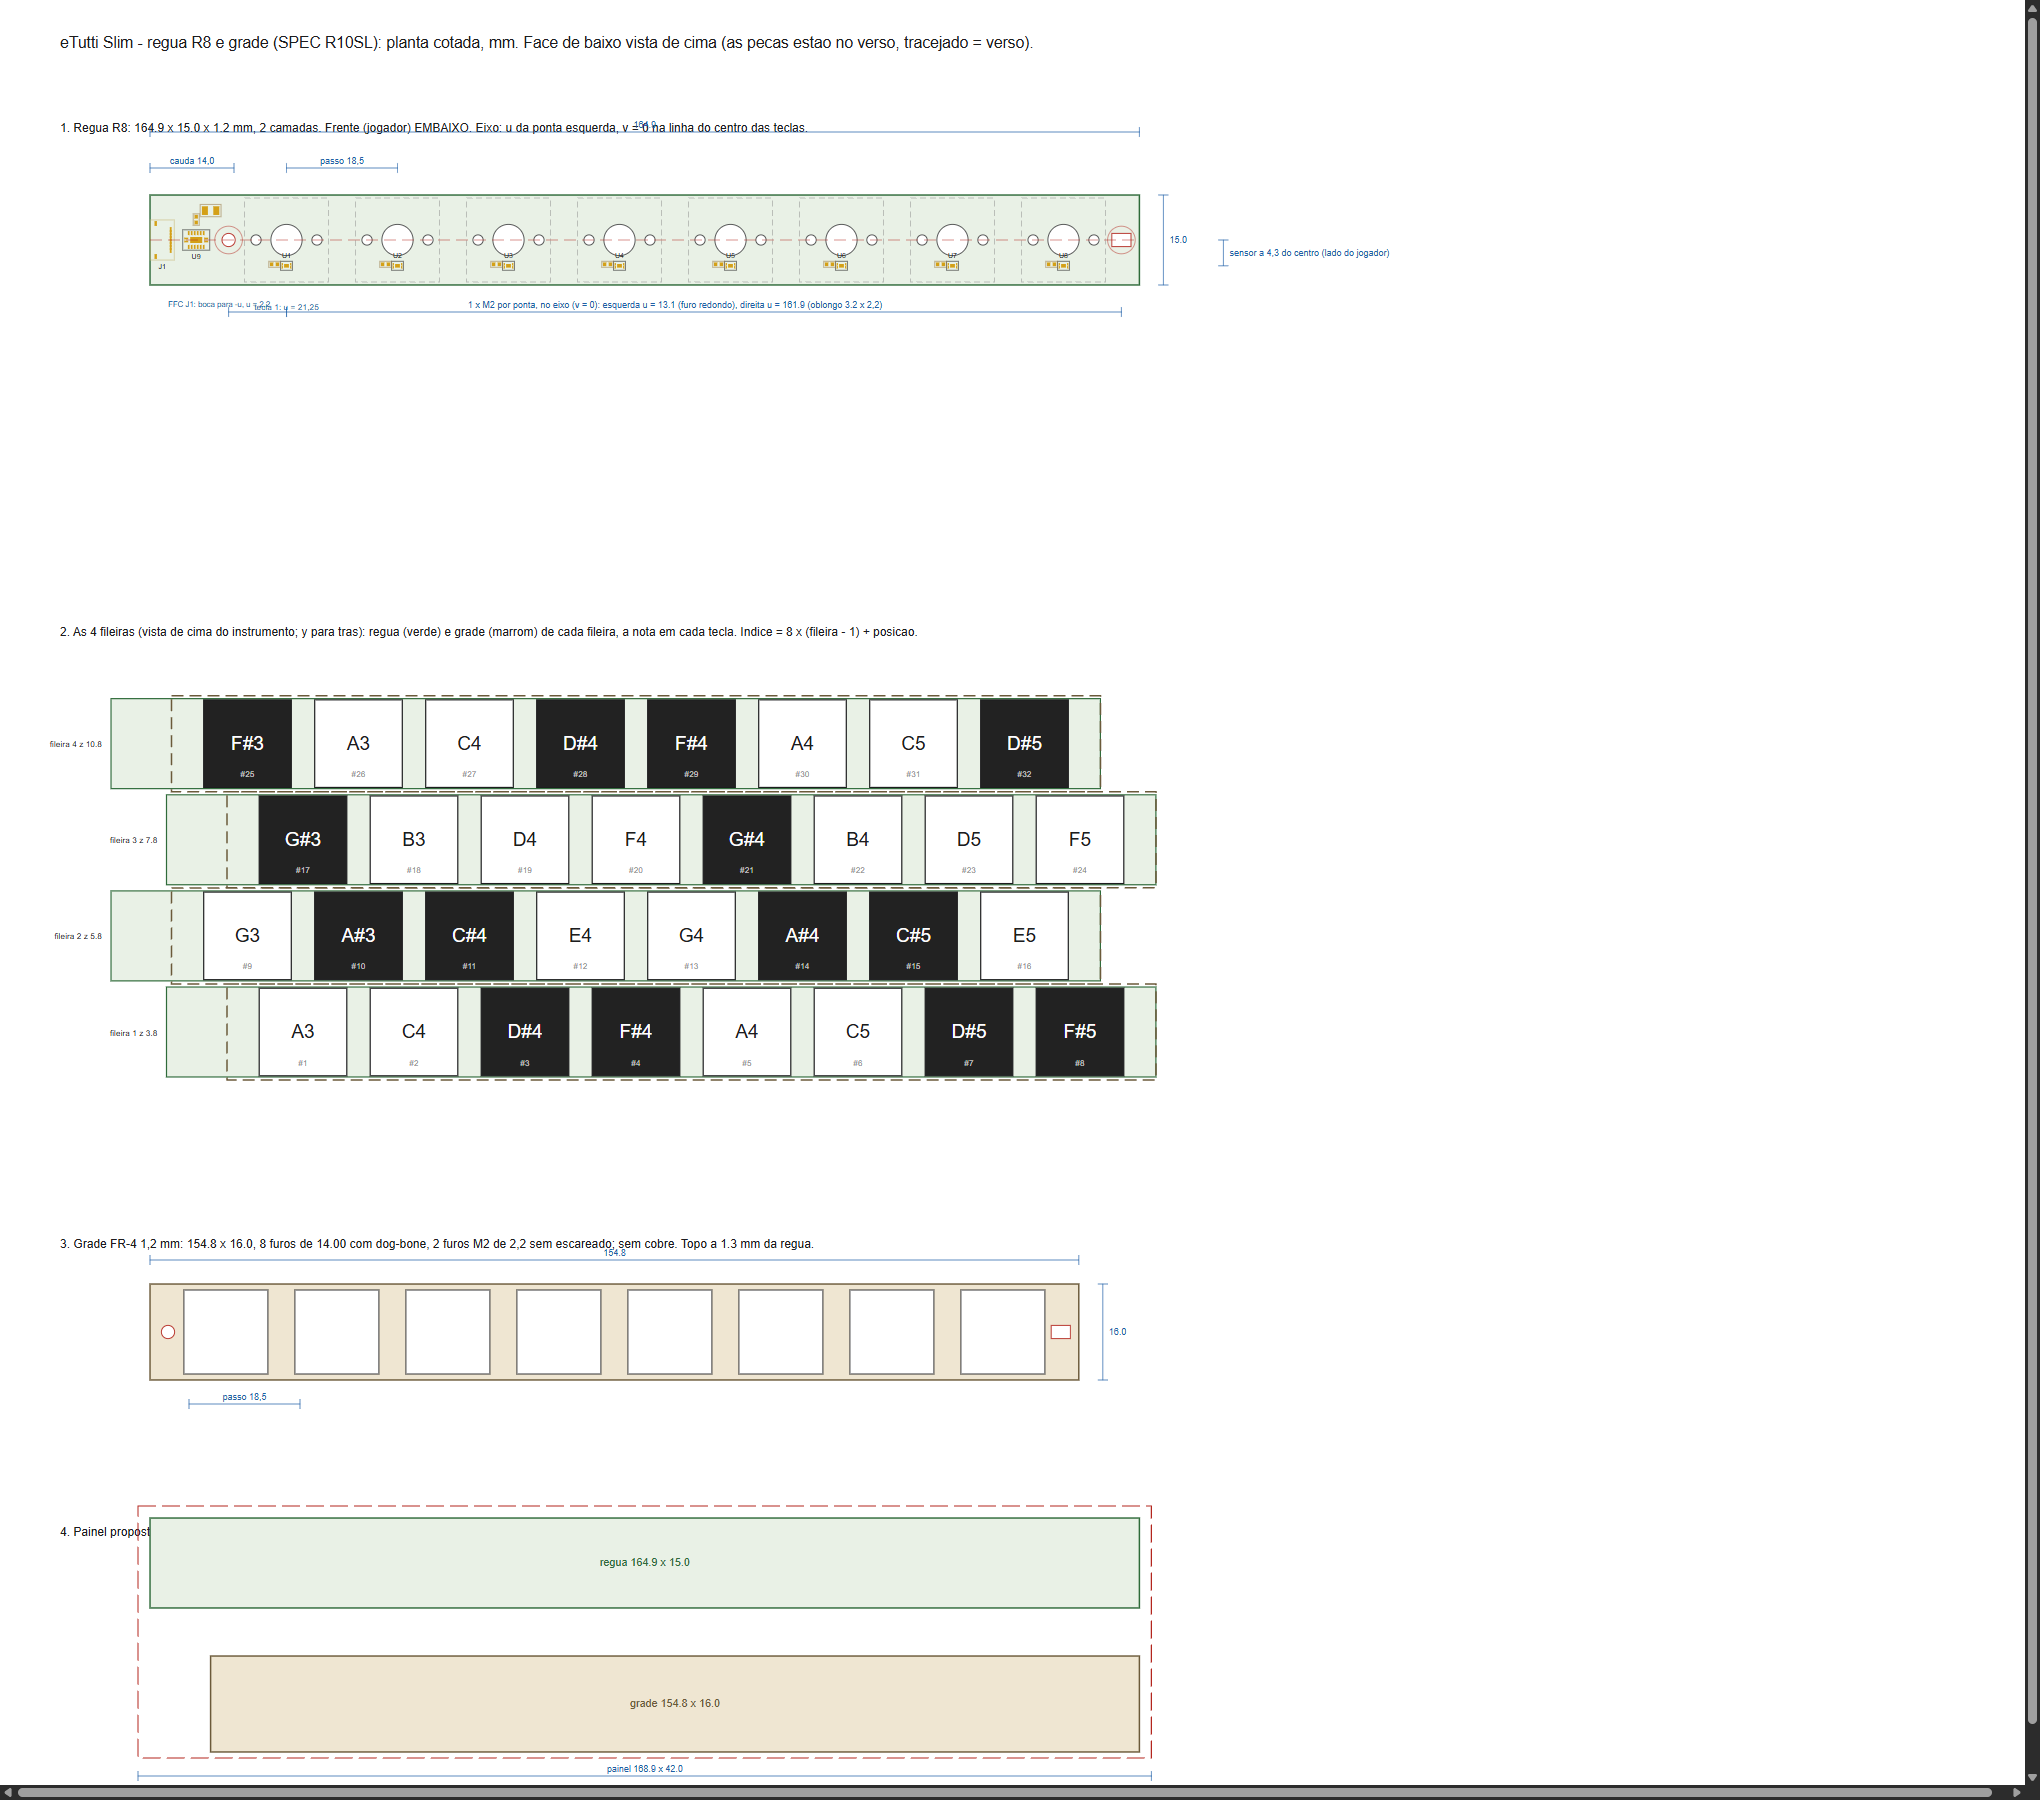 eTutti Slim - regua R8 e grade (SPEC R10SL): planta cotada, mm. Face de baixo vista de cima (as pecas estao no verso, tracejado = verso).
1. Regua R8: 164.9 x 15.0 x 1.2 mm, 2 camadas. Frente (jogador) EMBAIXO. Eixo: u da ponta esquerda, v = 0 na linha do centro das teclas.
164.9
cauda 14,0
passo 18,5
J1
U9
U1
U2
U3
U4
U5
U6
U7
U8
15.0
sensor a 4,3 do centro (lado do jogador)
FFC J1: boca para -u, u = 2,2
tecla 1: u = 21,25
1 x M2 por ponta, no eixo (v = 0): esquerda u = 13.1 (furo redondo), direita u = 161.9 (oblongo 3.2 x 2,2)
2. As 4 fileiras (vista de cima do instrumento; y para tras): regua (verde) e grade (marrom) de cada fileira, a nota em cada tecla. Indice = 8 x (fileira - 1) + posicao.
fileira 4 z 10.8
F#3 A3 C4 D#4 F#4 A4 C5 D#5
#25 #26 #27 #28 #29 #30 #31 #32
fileira 3 z 7.8
G#3 B3 D4 F4 G#4 B4 D5 F5
#17 #18 #19 #20 #21 #22 #23 #24
fileira 2 z 5.8
G3 A#3 C#4 E4 G4 A#4 C#5 E5
#9 #10 #11 #12 #13 #14 #15 #16
fileira 1 z 3.8
A3 C4 D#4 F#4 A4 C5 D#5 F#5
#1 #2 #3 #4 #5 #6 #7 #8
3. Grade FR-4 1,2 mm: 154.8 x 16.0, 8 furos de 14.00 com dog-bone, 2 furos M2 de 2,2 sem escareado; sem cobre. Topo a 1.3 mm da regua.
154.8
16.0
passo 18,5
4. Painel propost
regua 164.9 x 15.0
grade 154.8 x 16.0
painel 168.9 x 42.0